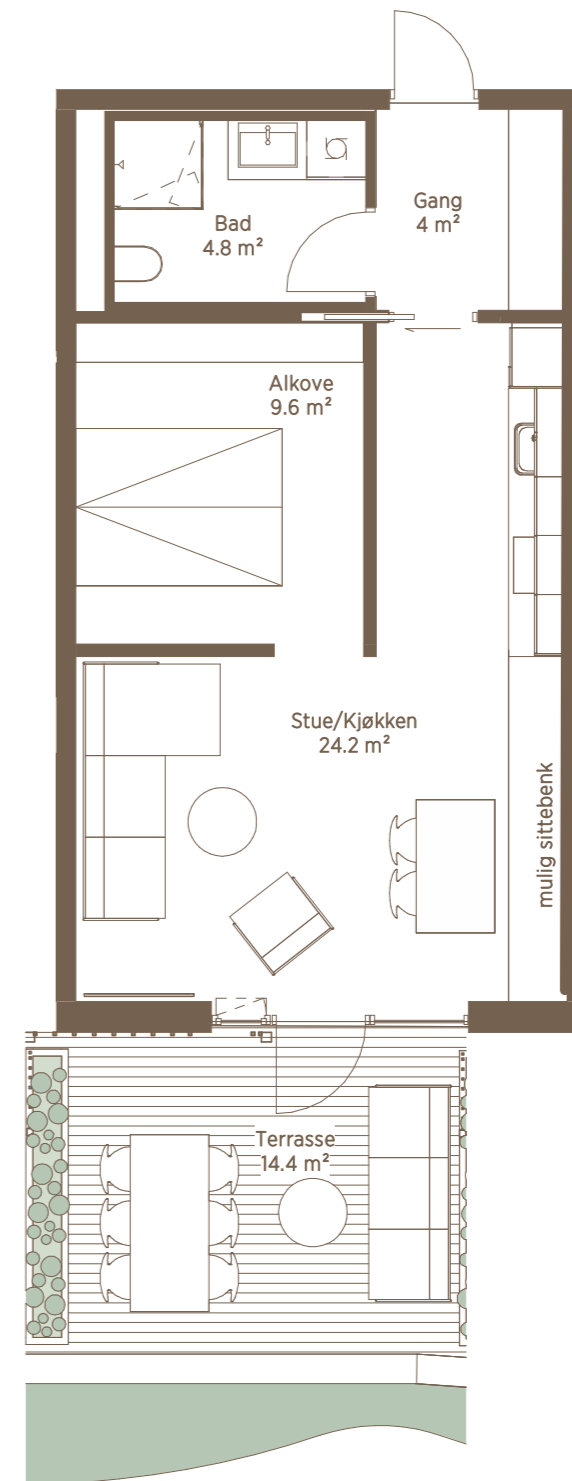 Gang
4 m²
Bad
4.8 m²
Alkove
9.6 m²
Stue/Kjøkken
24.2 m²
mulig sittebenk
Terrasse
14.4 m²